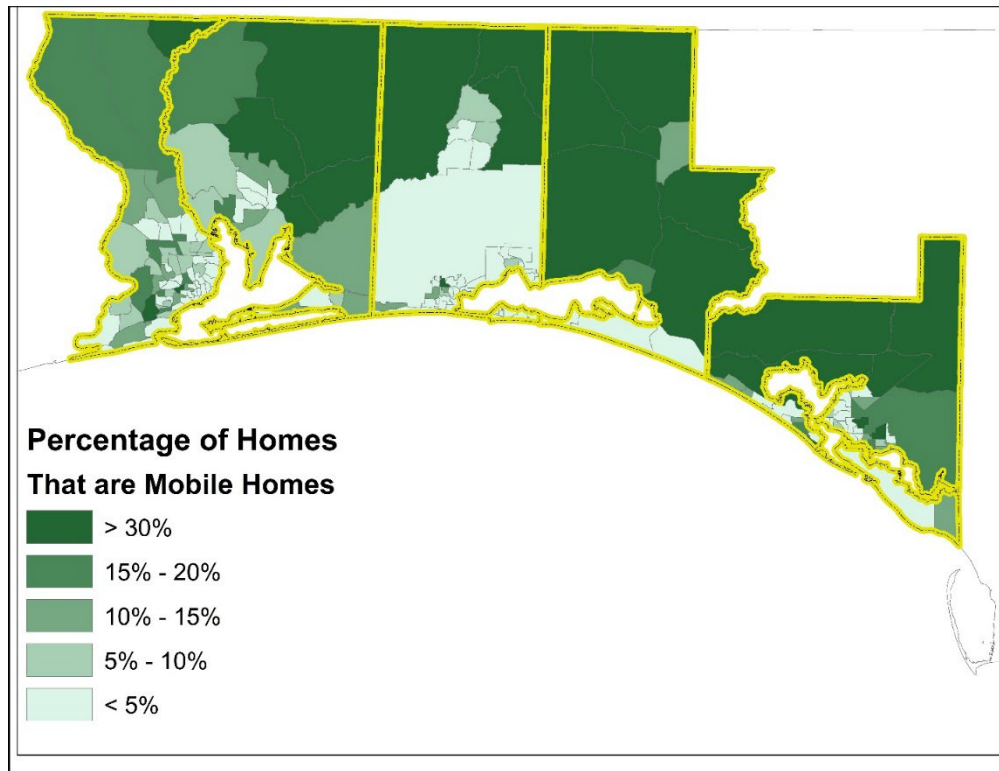 Percentage of Homes
That are Mobile Homes
> 30%
15% - 20%
10% - 15%
5% - 10%
< 5%